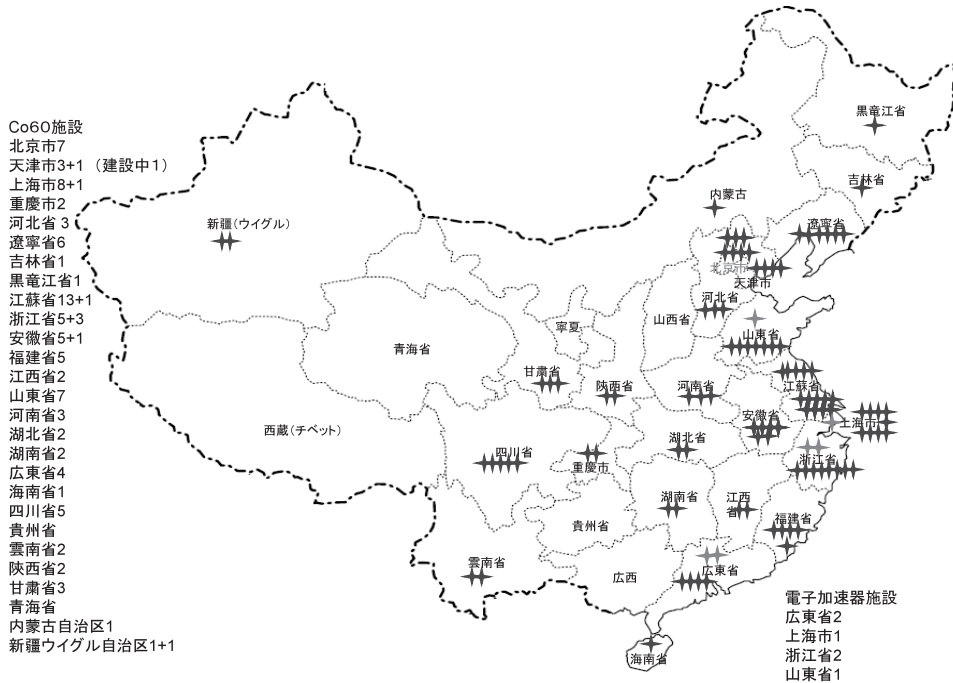 Co60施設
北京市7
天津市3+1 (建設中1)
上海市8+1
重慶市2
河北省 3
遼寧省6
吉林省1
黒竜江省1
江蘇省13+1
浙江省5+3
安徽省5+1
福建省5
江西省2
山東省7
河南省3
湖北省2
湖南省2
広東省4
海南省1
四川省5
貴州省
雲南省2
陝西省2
甘粛省3
青海省
内蒙古自治区1
新疆ウイグル自治区1+1
黒竜江省
吉林省
内蒙古
遼寧省
新疆(ウイグル)
北京市
天津市
河北省
山西省
寧夏
山東省
青海省
甘粛省
陝西省
河南省
江蘇省
西蔵(チベット)
安徽省
上海市
湖北省
四川省
重慶市
浙江省
湖南省
江西
省
福建省
貴州省
雲南省
広西
広東省
海南省
電子加速器施設
広東省2
上海市1
浙江省2
山東省1